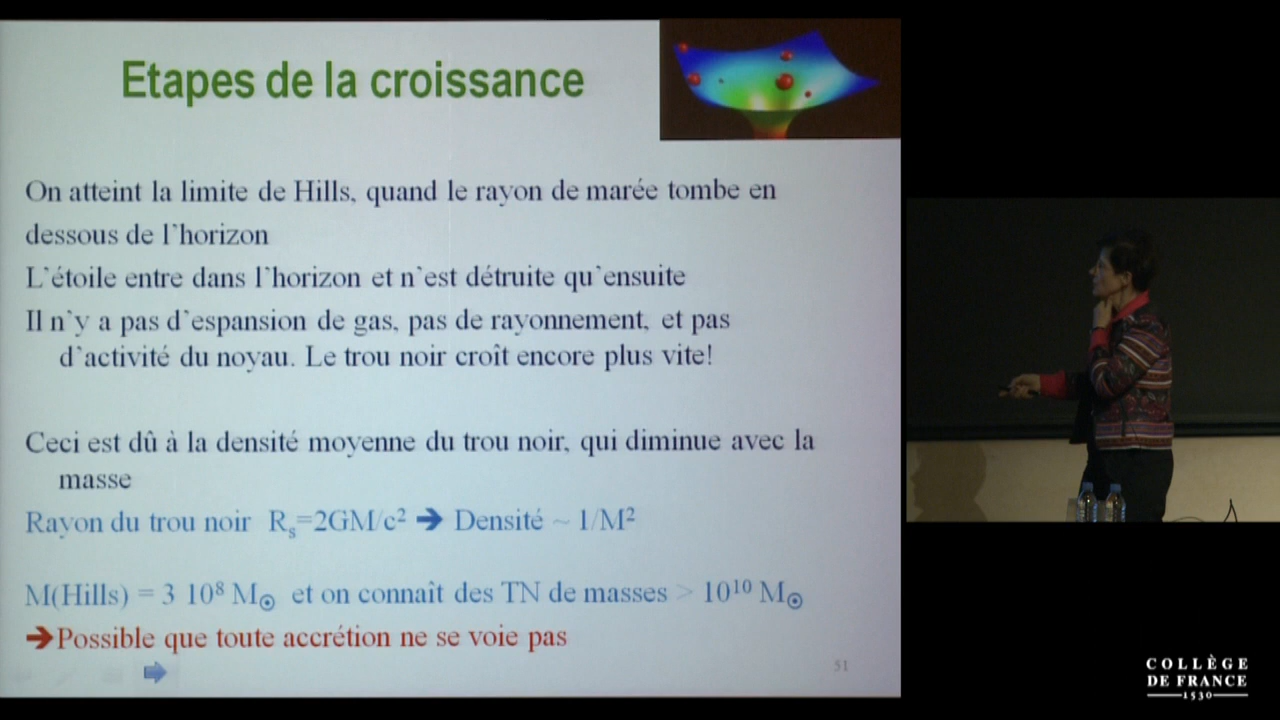 Etapes de la croissance
On atteint la limite de Hills, quand le rayon de marée tombe en
dessous de l'horizon
L'étoile entre dans l'horizon et n'est détruite qu'ensuite
Il n'y a pas d'espansion de gas, pas de rayonnement, et pas
d'activité du noyau. Le trou noir croît encore plus vite!
Ceci est dû à la densité moyenne du trou noir, qui diminue avec la
masse
Rayon du trou noir Rs=2GM/c² ➔ Densité ~ 1/M²
M(Hills) = 3 10⁸ M☉ et on connaît des TN de masses > 10¹⁰ M☉
➔Possible que toute accrétion ne se voie pas
51
COLLÈGE
DE FRANCE
1530